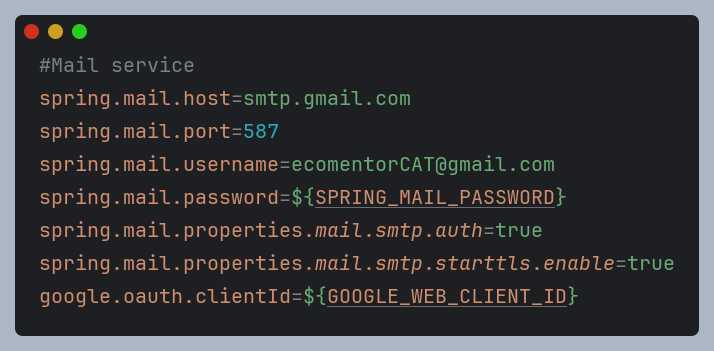 #Mail service
spring.mail.host=smtp.gmail.com
spring.mail.port=587
spring.mail.username=ecomentorCAT@gmail.com
spring.mail.password=${SPRING_MAIL_PASSWORD}
spring.mail.properties.mail.smtp.auth=true
spring.mail.properties.mail.smtp.starttls.enable=true
google.oauth.clientId=${GOOGLE_WEB_CLIENT_ID}